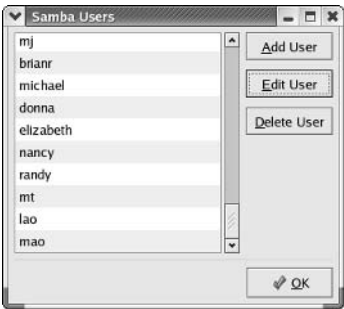 Samba Users
mj
brianr
michael
donna
elizabeth
nancy
randy
mt
lao
mao
Add User
Edit User
Delete User
OK